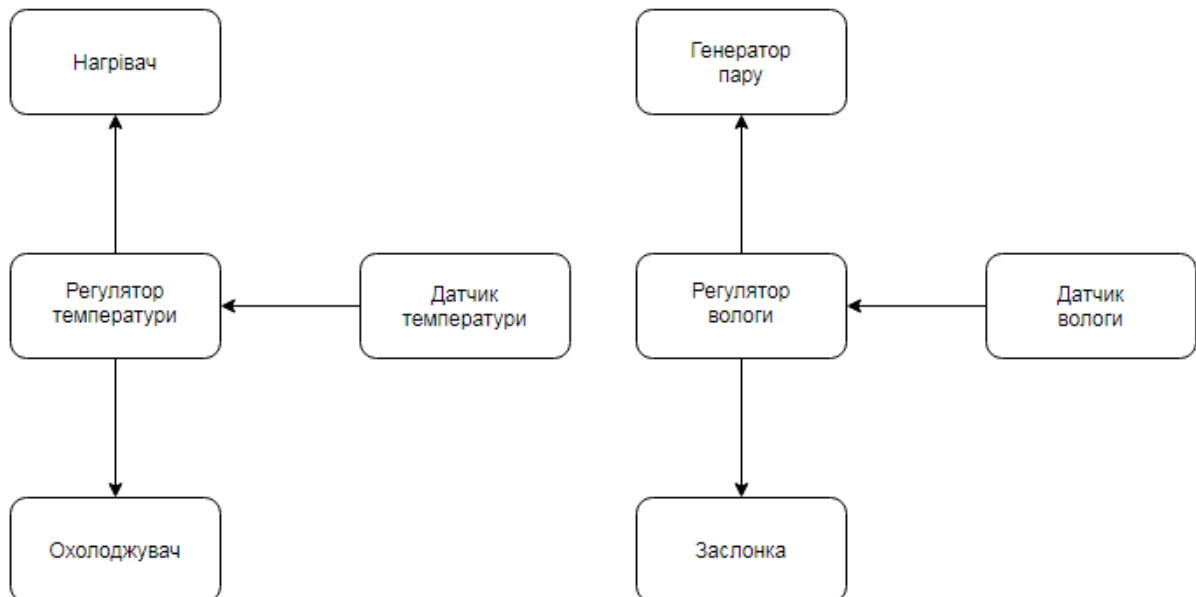 Нагрівач
Генератор
пару
Регулятор
температури
Датчик
температури
Регулятор
вологи
Датчик
вологи
Охолоджувач
Заслонка